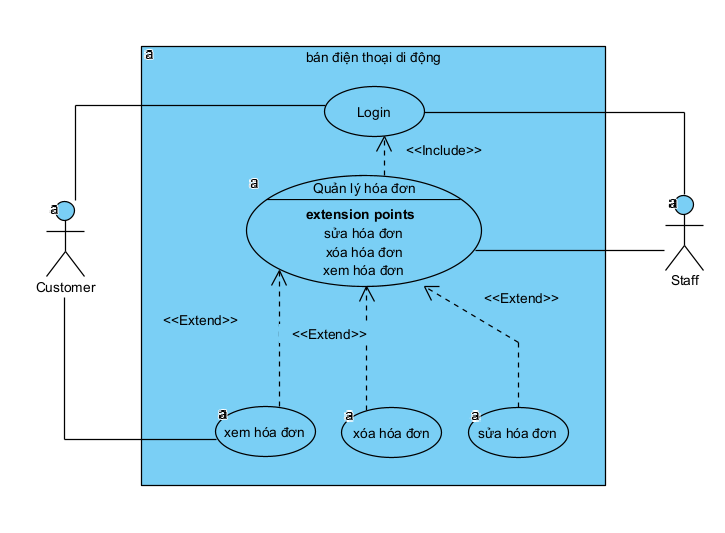 a
bán điện thoại di động
Login
<<Include>>
a
Quản lý hóa đơn
extension points
sửa hóa đơn
xóa hóa đơn
xem hóa đơn
a
Customer
a
Staff
<<Extend>>
<<Extend>>
<<Extend>>
a
xem hóa đơn
a
xóa hóa đơn
a
sửa hóa đơn